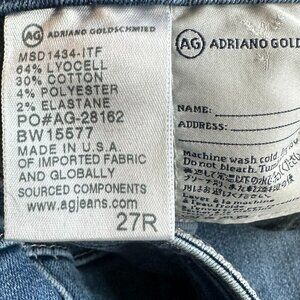 AG ADRIANO GOLDSCHMIED
MSD1434-ITF
64% LYOCELL
30% COTTON
4% POLYESTER
2% ELASTANE
PO#AG-28162
BW15577
MADE IN U.S.A
OF IMPORTED FABRIC
AND GLOBALLY
SOURCED COMPONENTS
www.agjeans.com
27R
AG ADRIANO GOLD
NAME:
ADDRESS:
Machine wash cold
Do not bleach. Tum